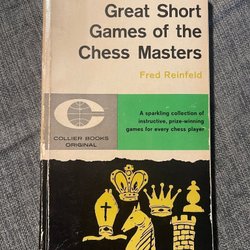 Great Short
Games of the
Chess Masters
Fred Reinfeld
C
COLLIER BOOKS
ORIGINAL
A sparkling collection of
instructive, prize-winning
games for every chess player